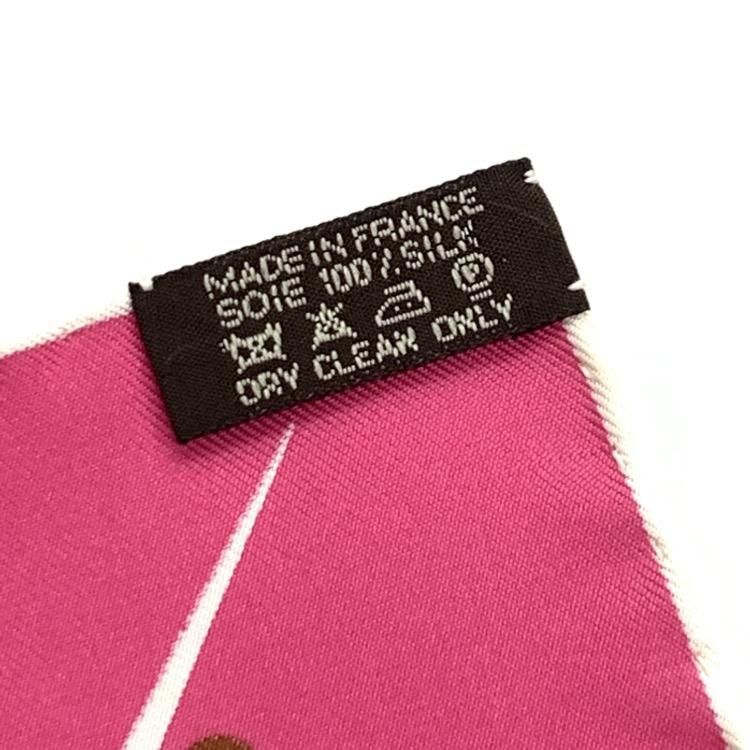 MADE IN FRANCE
SOIE 100% SILK
P
DRY CLEAN ONLY